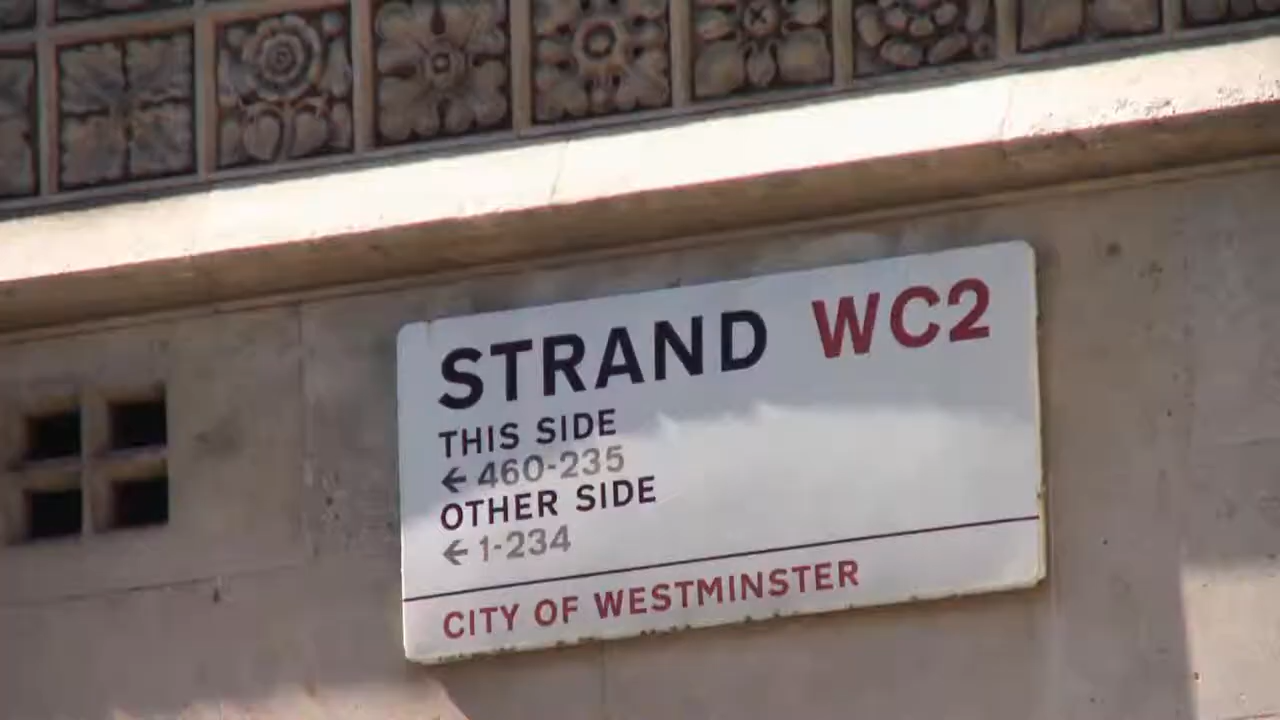 STRAND WC2
THIS SIDE
← 460-235
OTHER SIDE
← 1-234
CITY OF WESTMINSTER